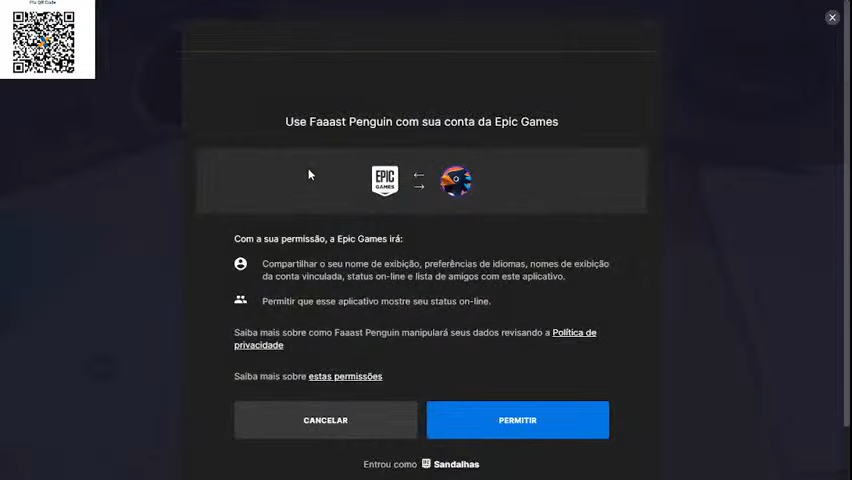 Pix QR Code
Use Faaast Penguin com sua conta da Epic Games
EPIC
GAMES
Com a sua permissão, a Epic Games irá:
Compartilhar o seu nome de exibição, preferências de idiomas, nomes de exibição
da conta vinculada, status on-line e lista de amigos com este aplicativo.
Permitir que esse aplicativo mostre seu status on-line.
Saiba mais sobre como Faaast Penguin manipulará seus dados revisando a Política de
privacidade
Saiba mais sobre estas permissões
CANCELAR
PERMITIR
Entrou como Sandalhas